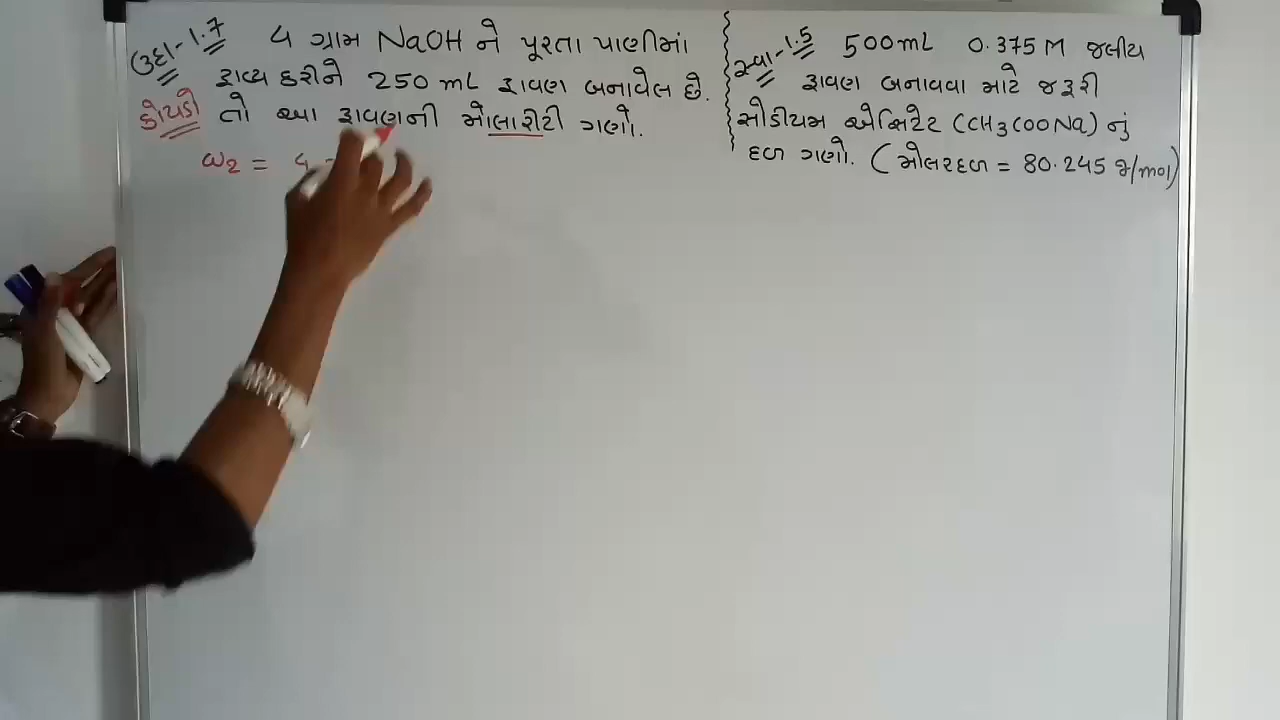 ઉદા-1.7 4 ગ્રામ NaOH ને પૂરતા પાણીમાં
દ્રાવ્ય કરીને 250 mL દ્રાવણ બનાવેલ છે.
કોયડો તો આ દ્રાવણની મોલારીટી ગણો.
ω2 = 4
સ્વા-1.5 500mL 0.375 M જલીય
દ્રાવણ બનાવવા માટે જરૂરી
સોડીયમ એસિટેટ (CH3COONa) નું
દળ ગણો. (મોલરદળ = 80.245 g/mol)